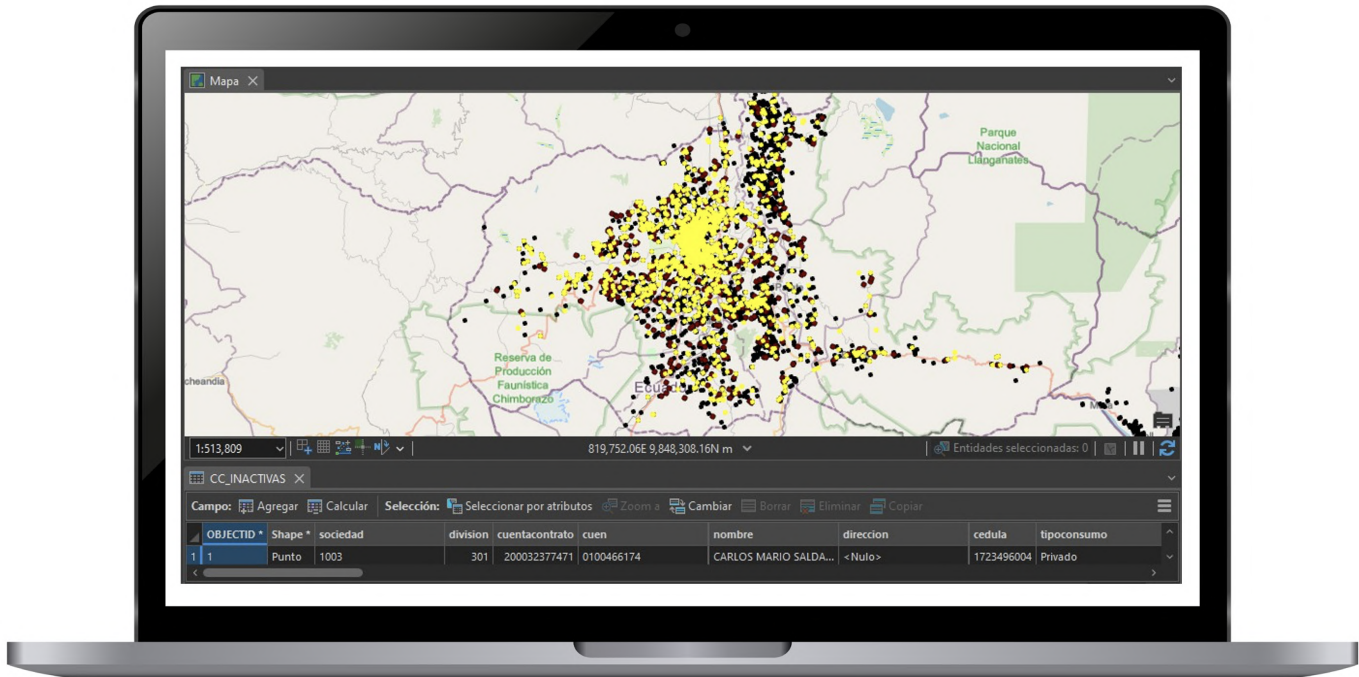 Mapa
Parque
Nacional
Llanganates
Reserva de
Producción
Faunística
Chimborazo
cheandia
1:513,809
819,752.06E 9,848,308.16N m
Entidades seleccionadas: 0
CC_INACTIVAS
Campo: Agregar Calcular Selección: Seleccionar por atributos Zoom a Cambiar Borrar Eliminar Copiar
OBJECTID * Shape * sociedad division cuentacontrato cuen nombre direccion cedula tipoconsumo
1 1 Punto 1003 301 200032377471 0100466174 CARLOS MARIO SALDA... <Nulo> 1723496004 Privado